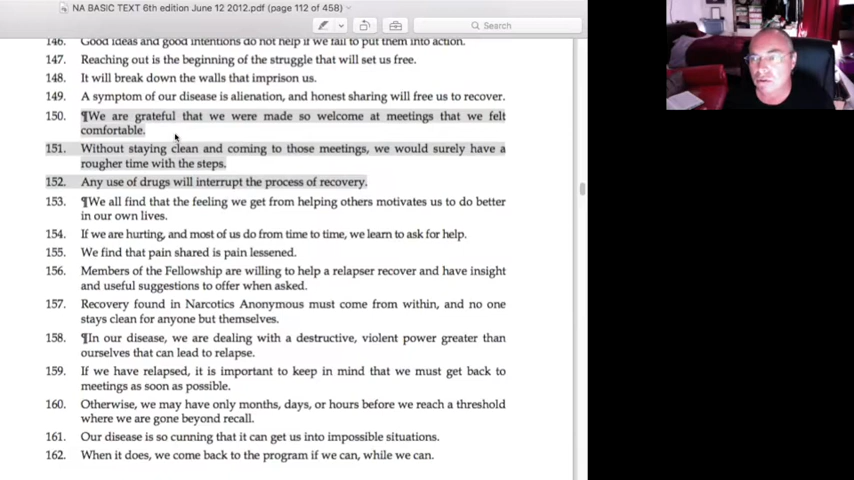 NA BASIC TEXT 6th edition June 12 2012.pdf (page 112 of 458)
Search
146. Good ideas and good intentions do not help if we fail to put them into action.
147. Reaching out is the beginning of the struggle that will set us free.
148. It will break down the walls that imprison us.
149. A symptom of our disease is alienation, and honest sharing will free us to recover.
150. ¶We are grateful that we were made so welcome at meetings that we felt
comfortable.
151. Without staying clean and coming to those meetings, we would surely have a
rougher time with the steps.
152. Any use of drugs will interrupt the process of recovery.
153. ¶We all find that the feeling we get from helping others motivates us to do better
in our own lives.
154. If we are hurting, and most of us do from time to time, we learn to ask for help.
155. We find that pain shared is pain lessened.
156. Members of the Fellowship are willing to help a relapser recover and have insight
and useful suggestions to offer when asked.
157. Recovery found in Narcotics Anonymous must come from within, and no one
stays clean for anyone but themselves.
158. ¶In our disease, we are dealing with a destructive, violent power greater than
ourselves that can lead to relapse.
159. If we have relapsed, it is important to keep in mind that we must get back to
meetings as soon as possible.
160. Otherwise, we may have only months, days, or hours before we reach a threshold
where we are gone beyond recall.
161. Our disease is so cunning that it can get us into impossible situations.
162. When it does, we come back to the program if we can, while we can.